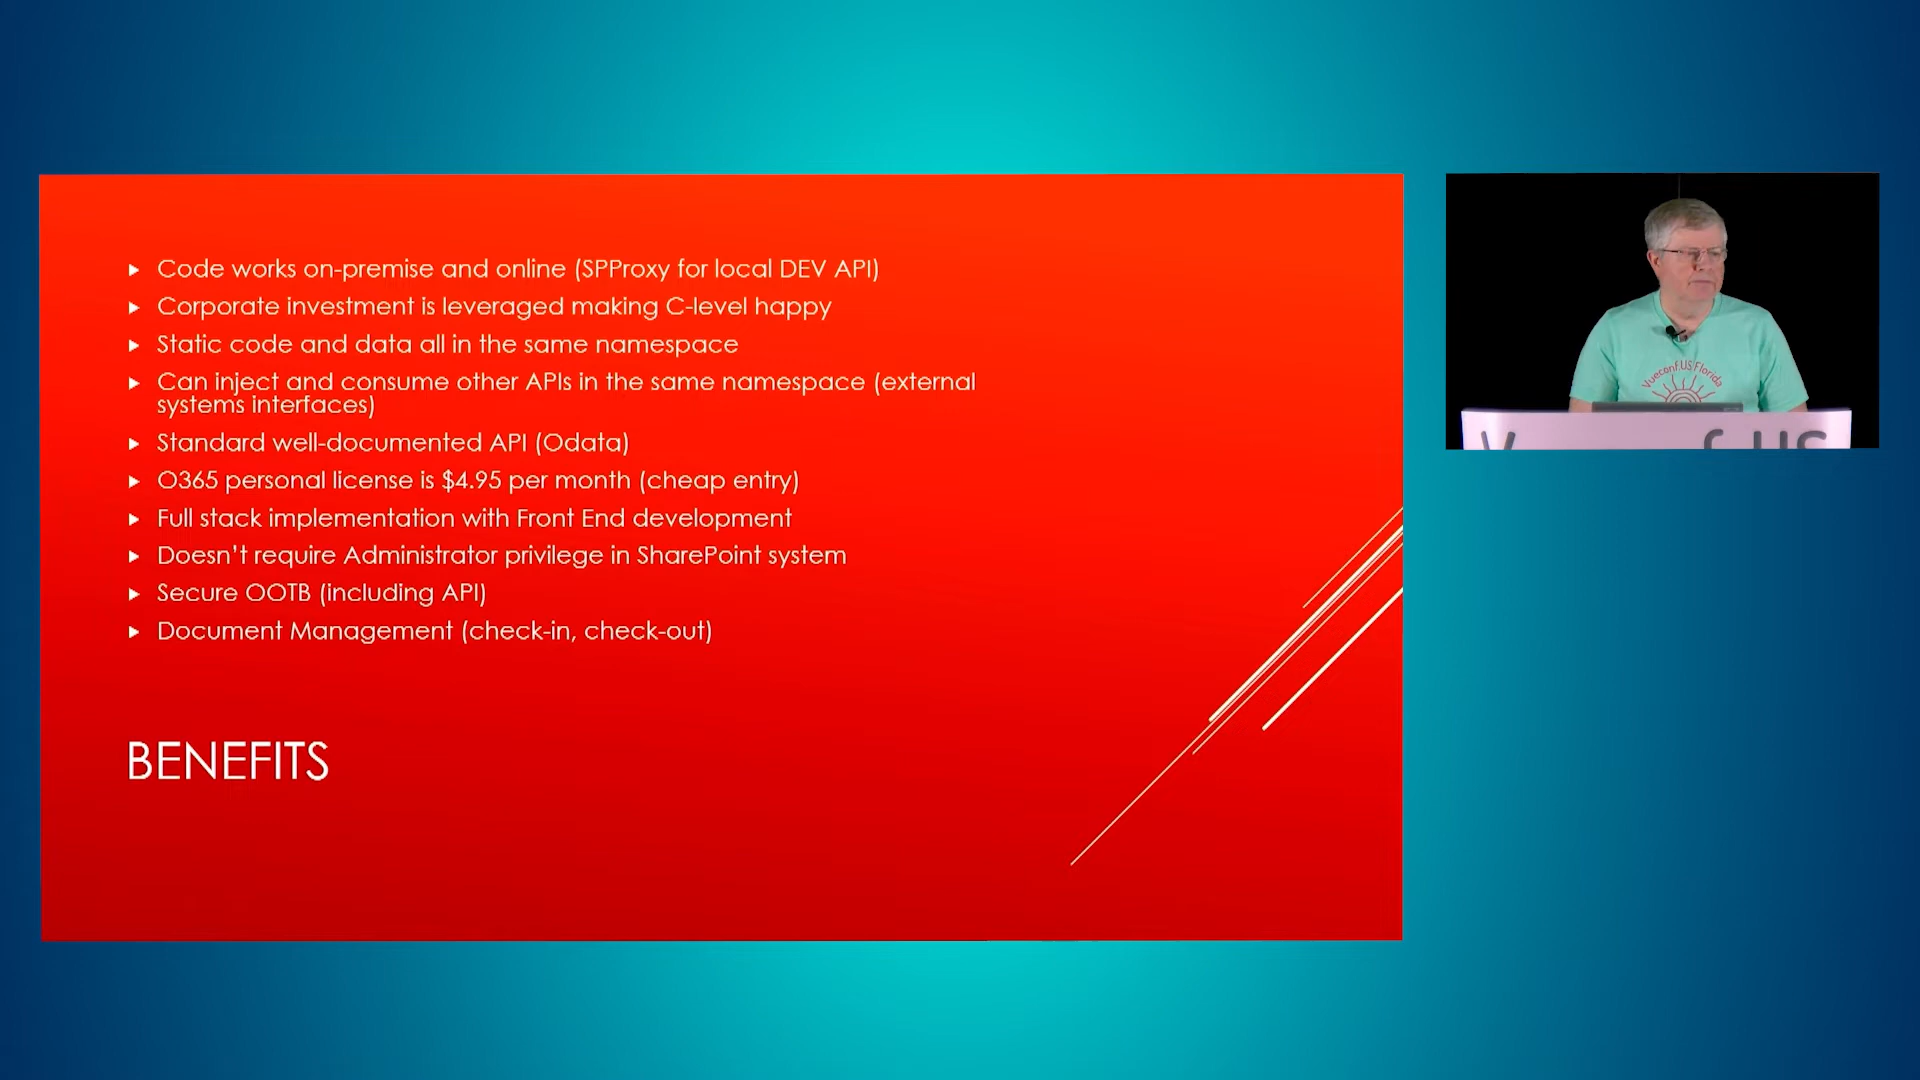 Code works on-premise and online (SPProxy for local DEV API)
Corporate investment is leveraged making C-level happy
Static code and data all in the same namespace
Can inject and consume other APIs in the same namespace (external
systems interfaces)
Standard well-documented API (Odata)
O365 personal license is $4.95 per month (cheap entry)
Full stack implementation with Front End development
Doesn't require Administrator privilege in SharePoint system
Secure OOTB (including API)
Document Management (check-in, check-out)
BENEFITS
Vueconf.US Florida